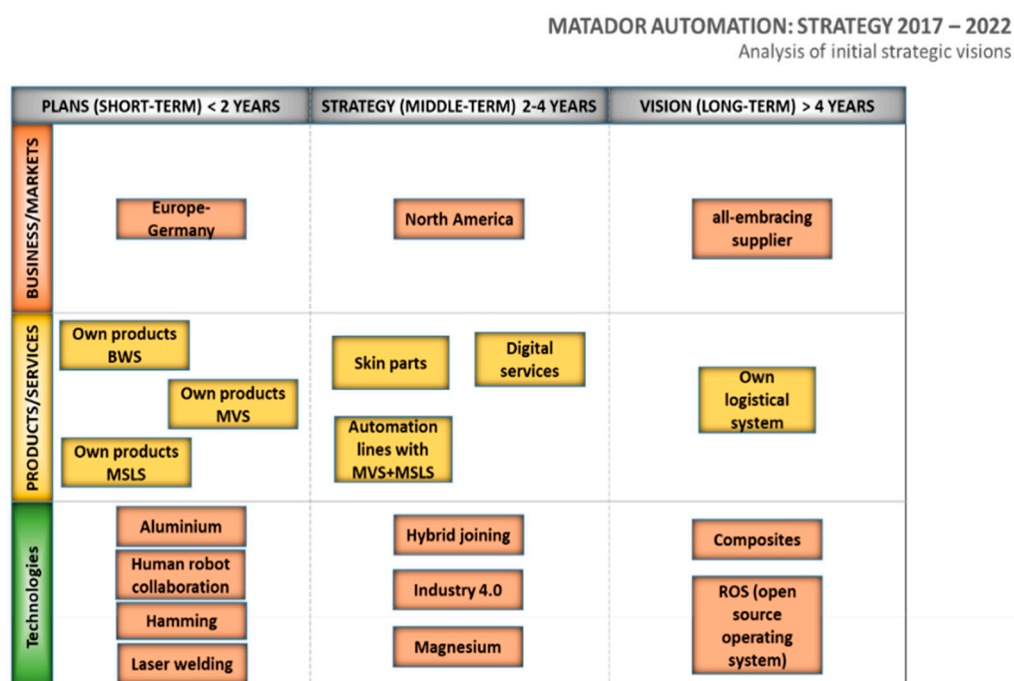 MATADOR AUTOMATION: STRATEGY 2017 – 2022
Analysis of initial strategic visions
PLANS (SHORT-TERM) < 2 YEARS
STRATEGY (MIDDLE-TERM) 2-4 YEARS
VISION (LONG-TERM) > 4 YEARS
BUSINESS/MARKETS
Europe-
Germany
North America
all-embracing
supplier
PRODUCTS/SERVICES
Own products
BWS
Own products
MVS
Own products
MSLS
Skin parts
Digital
services
Automation
lines with
MVS+MSLS
Own
logistical
system
Technologies
Aluminium
Human robot
collaboration
Hamming
Laser welding
Hybrid joining
Industry 4.0
Magnesium
Composites
ROS (open
source
operating
system)